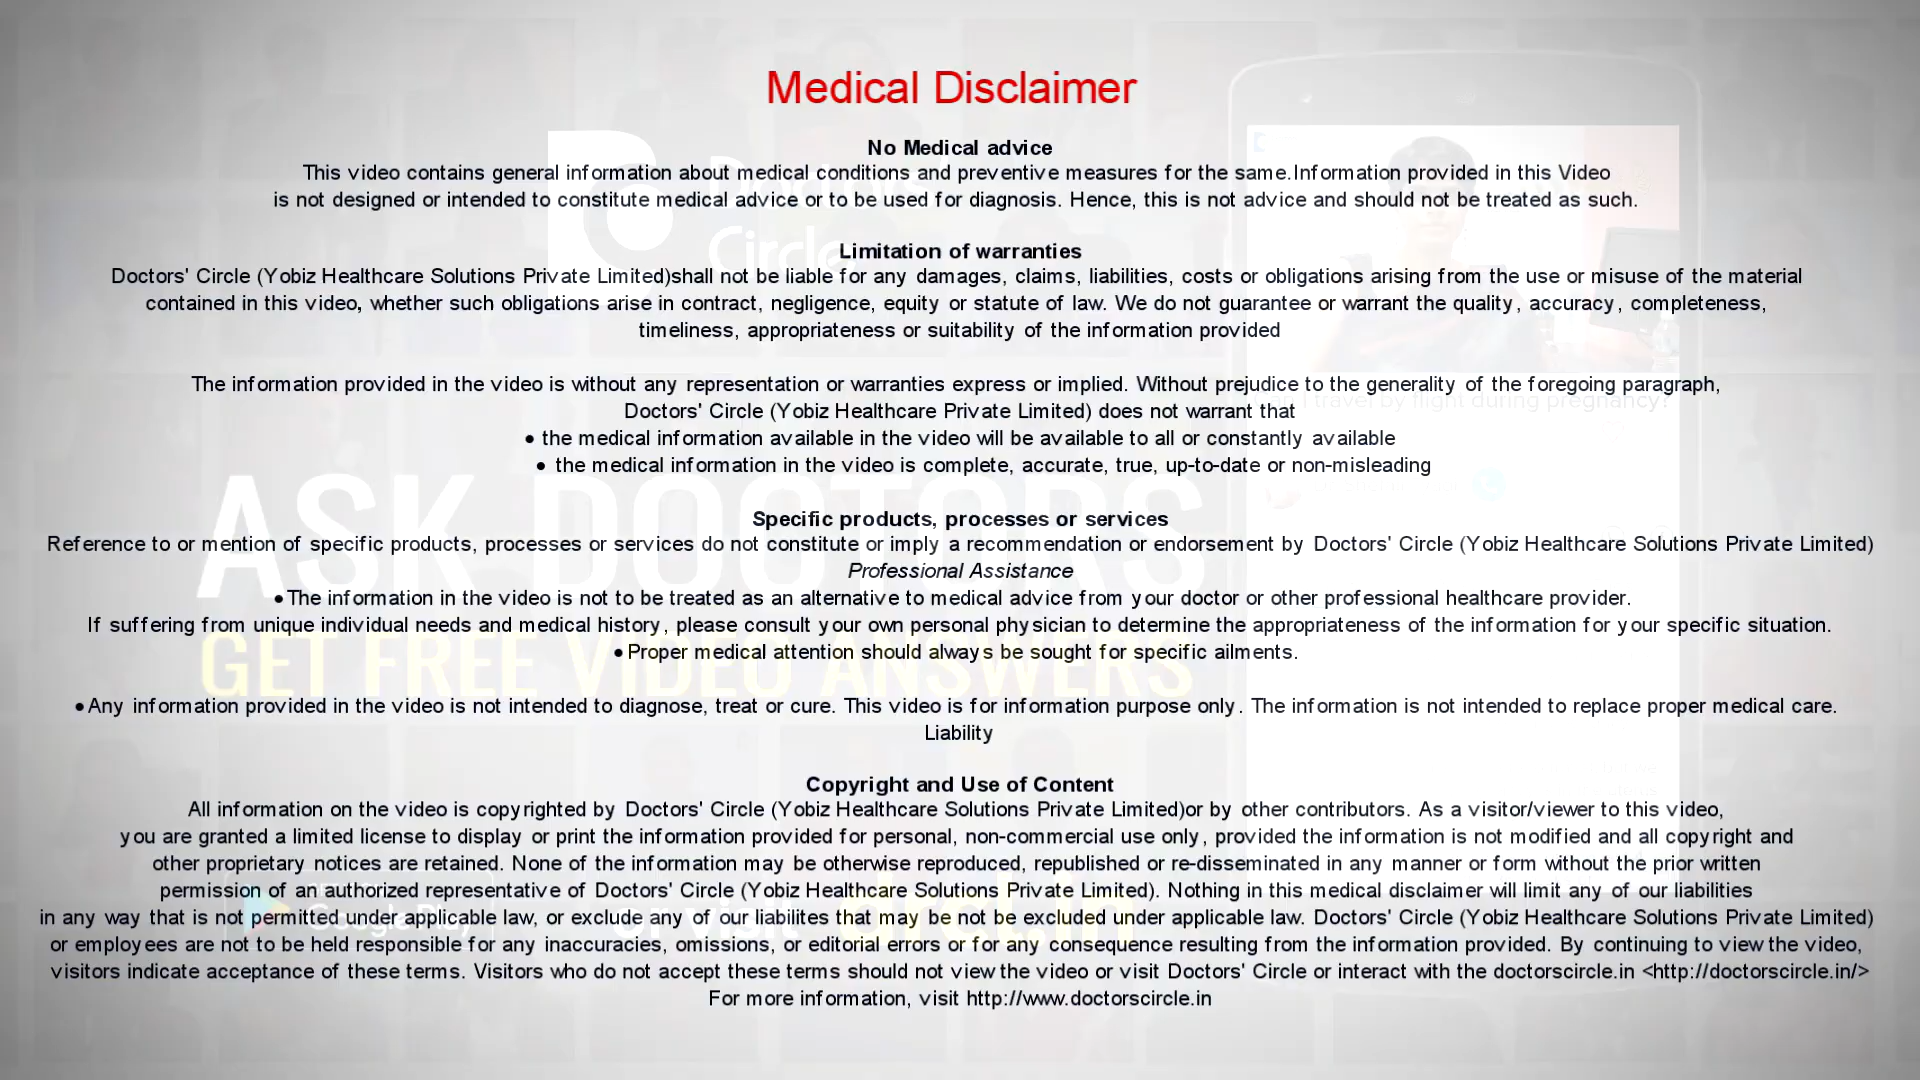 Medical Disclaimer
No Medical advice
This video contains general information about medical conditions and preventive measures for the same.Information provided in this Video
is not designed or intended to constitute medical advice or to be used for diagnosis. Hence, this is not advice and should not be treated as such.
Doctors'
Circle
Limitation of warranties
Doctors' Circle (Yobiz Healthcare Solutions Private Limited)shall not be liable for any damages, claims, liabilities, costs or obligations arising from the use or misuse of the material
contained in this video, whether such obligations arise in contract, negligence, equity or statute of law. We do not guarantee or warrant the quality, accuracy, completeness,
timeliness, appropriateness or suitability of the information provided
The information provided in the video is without any representation or warranties express or implied. Without prejudice to the generality of the foregoing paragraph,
Can I travel by flight during pregnancy?
Doctors' Circle (Yobiz Healthcare Private Limited) does not warrant that
• the medical information available in the video will be available to all or constantly available
• the medical information in the video is complete, accurate, true, up-to-date or non-misleading
ASK DOCTORS
Specific products, processes or services
Reference to or mention of specific products, processes or services do not constitute or imply a recommendation or endorsement by Doctors' Circle (Yobiz Healthcare Solutions Private Limited)
Professional Assistance
•The information in the video is not to be treated as an alternative to medical advice from your doctor or other professional healthcare provider.
If suffering from unique individual needs and medical history, please consult your own personal physician to determine the appropriateness of the information for your specific situation.
•Proper medical attention should always be sought for specific ailments.
GET FREE VIDEO ANSWERS
•Any information provided in the video is not intended to diagnose, treat or cure. This video is for information purpose only. The information is not intended to replace proper medical care.
Liability
Copyright and Use of Content
All information on the video is copyrighted by Doctors' Circle (Yobiz Healthcare Solutions Private Limited)or by other contributors. As a visitor/viewer to this video,
you are granted a limited license to display or print the information provided for personal, non-commercial use only, provided the information is not modified and all copyright and
other proprietary notices are retained. None of the information may be otherwise reproduced, republished or re-disseminated in any manner or form without the prior written
permission of an authorized representative of Doctors' Circle (Yobiz Healthcare Solutions Private Limited). Nothing in this medical disclaimer will limit any of our liabilities
Google Play or visit drcl.in
in any way that is not permitted under applicable law, or exclude any of our liabilites that may be not be excluded under applicable law. Doctors' Circle (Yobiz Healthcare Solutions Private Limited)
or employees are not to be held responsible for any inaccuracies, omissions, or editorial errors or for any consequence resulting from the information provided. By continuing to view the video,
visitors indicate acceptance of these terms. Visitors who do not accept these terms should not view the video or visit Doctors' Circle or interact with the doctorscircle.in <http://doctorscircle.in/>
For more information, visit http://www.doctorscircle.in